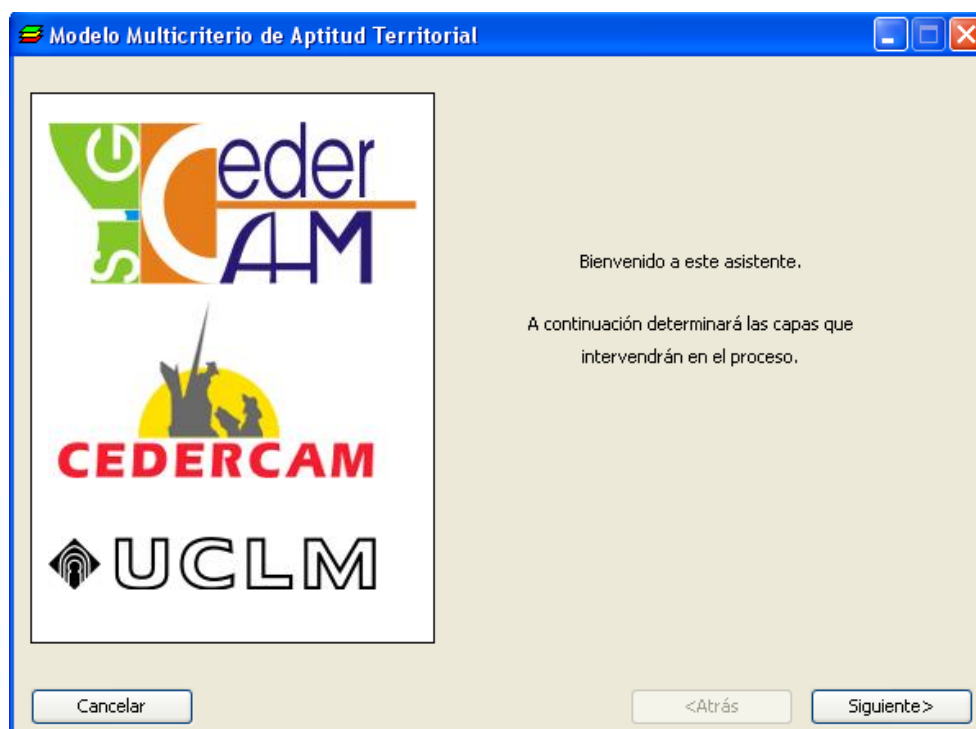 Modelo Multicriterio de Aptitud Territorial
SIG
Ceder
CAM
CEDERCAM
UCLM
Bienvenido a este asistente.
A continuación determinará las capas que
intervendrán en el proceso.
Cancelar
<Atrás
Siguiente>